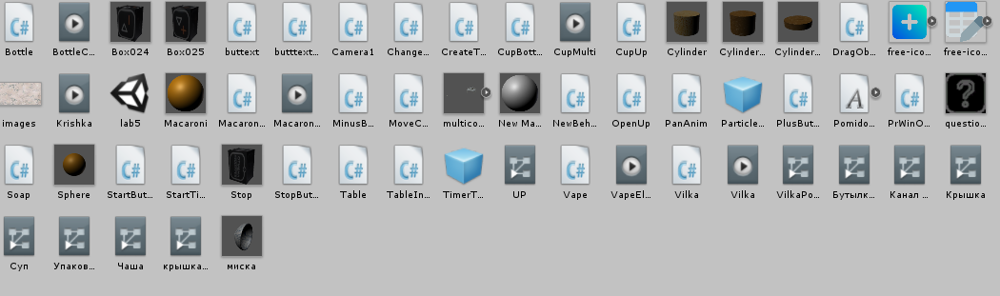 Bottle BottleC... Box024 Box025 buttext butttext... Camera1 Change... CreateT... CupBott... CupMulti CupUp Cylinder Cylinder... Cylinder... DragOb... free-ico... free-ico...
images Krishka lab5 Macaroni Macaron... Macaron... MinusB... MoveC... multico... New Ma... NewBeh... OpenUp PanAnim Particle... PlusBut... Pomido... PrWinO... questio...
Soap Sphere StartBut... StartTi... Stop StopBut... Table TableIn... TimerT... UP Vape VapeEl... Vilka Vilka VilkaPo... Бутылк... Канал ... Крышка
Суп Упаков... Чаша крышка... миска